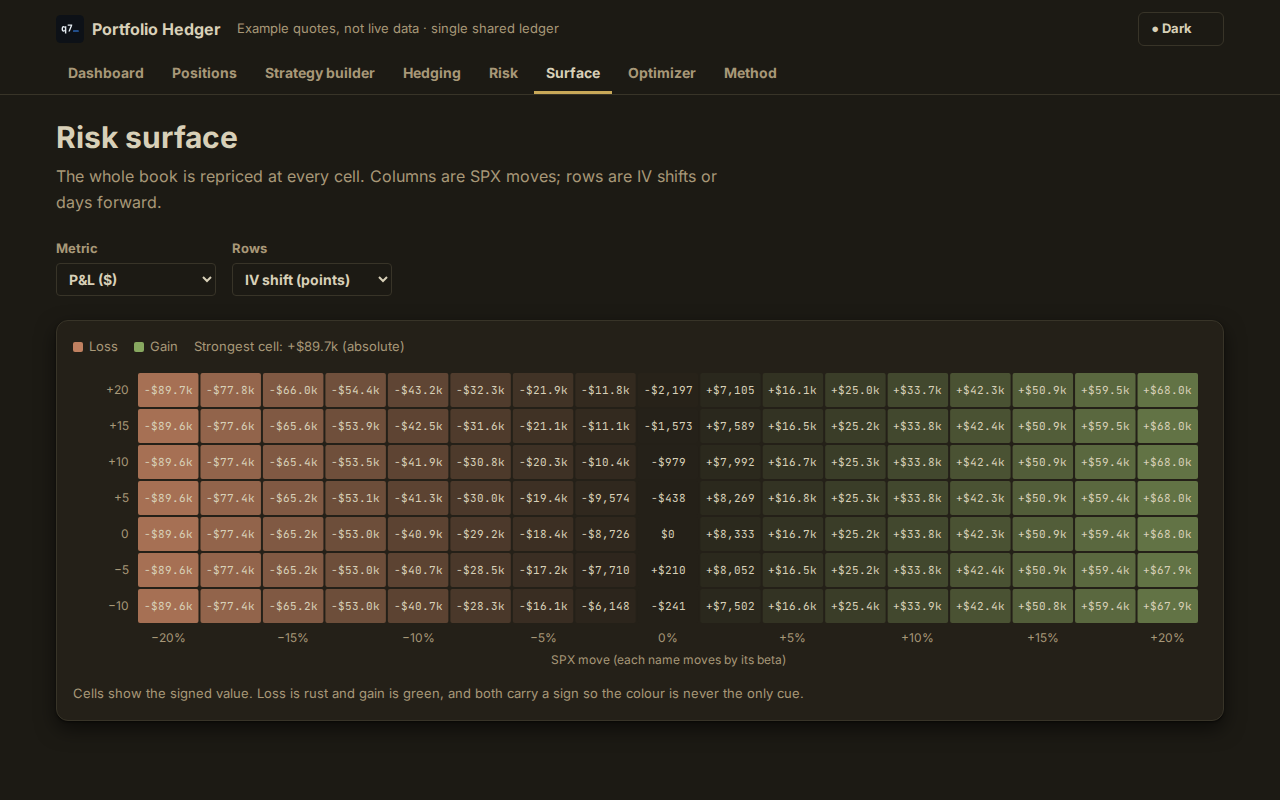 q7_ Portfolio Hedger Example quotes, not live data · single shared ledger ● Dark
Dashboard Positions Strategy builder Hedging Risk Surface Optimizer Method
Risk surface
The whole book is repriced at every cell. Columns are SPX moves; rows are IV shifts or
days forward.
Metric Rows
P&L ($) IV shift (points)
Loss Gain Strongest cell: +$89.7k (absolute)
+20 -$89.7k -$77.8k -$66.0k -$54.4k -$43.2k -$32.3k -$21.9k -$11.8k -$2,197 +$7,105 +$16.1k +$25.0k +$33.7k +$42.3k +$50.9k +$59.5k +$68.0k
+15 -$89.6k -$77.6k -$65.6k -$53.9k -$42.5k -$31.6k -$21.1k -$11.1k -$1,573 +$7,589 +$16.5k +$25.2k +$33.8k +$42.4k +$50.9k +$59.5k +$68.0k
+10 -$89.6k -$77.4k -$65.4k -$53.5k -$41.9k -$30.8k -$20.3k -$10.4k -$979 +$7,992 +$16.7k +$25.3k +$33.8k +$42.4k +$50.9k +$59.4k +$68.0k
+5 -$89.6k -$77.4k -$65.2k -$53.1k -$41.3k -$30.0k -$19.4k -$9,574 -$438 +$8,269 +$16.8k +$25.3k +$33.8k +$42.3k +$50.9k +$59.4k +$68.0k
0 -$89.6k -$77.4k -$65.2k -$53.0k -$40.9k -$29.2k -$18.4k -$8,726 $0 +$8,333 +$16.7k +$25.2k +$33.8k +$42.3k +$50.9k +$59.4k +$68.0k
−5 -$89.6k -$77.4k -$65.2k -$53.0k -$40.7k -$28.5k -$17.2k -$7,710 +$210 +$8,052 +$16.5k +$25.2k +$33.8k +$42.4k +$50.9k +$59.4k +$67.9k
−10 -$89.6k -$77.4k -$65.2k -$53.0k -$40.7k -$28.3k -$16.1k -$6,148 -$241 +$7,502 +$16.6k +$25.4k +$33.9k +$42.4k +$50.8k +$59.4k +$67.9k
−20% −15% −10% −5% 0% +5% +10% +15% +20%
SPX move (each name moves by its beta)
Cells show the signed value. Loss is rust and gain is green, and both carry a sign so the colour is never the only cue.